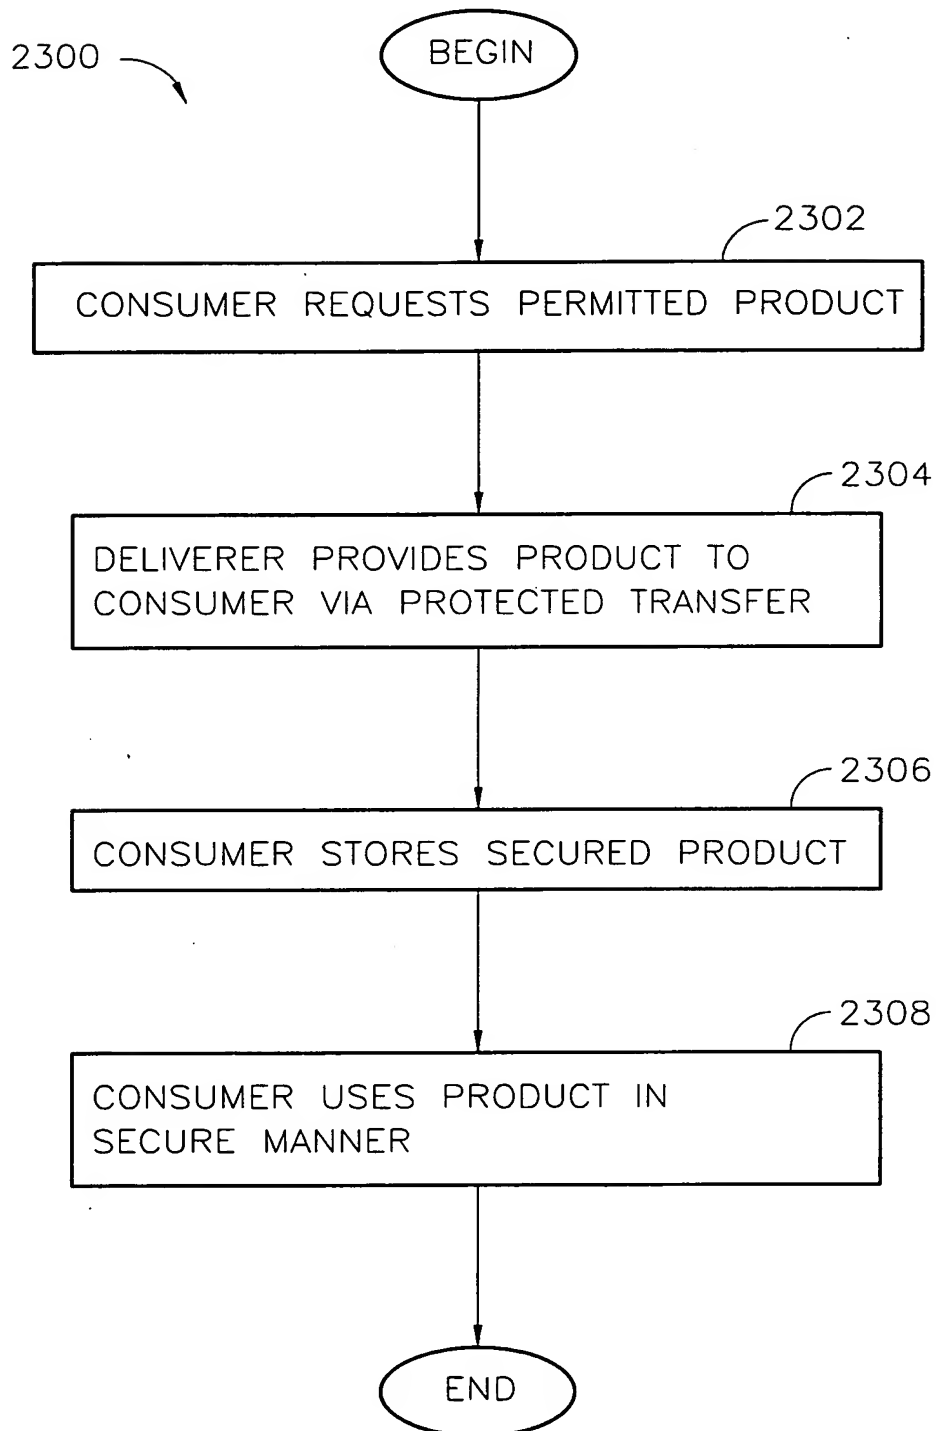 2300
BEGIN
2302
CONSUMER REQUESTS PERMITTED PRODUCT
2304
DELIVERER PROVIDES PRODUCT TO
CONSUMER VIA PROTECTED TRANSFER
2306
CONSUMER STORES SECURED PRODUCT
2308
CONSUMER USES PRODUCT IN
SECURE MANNER
END